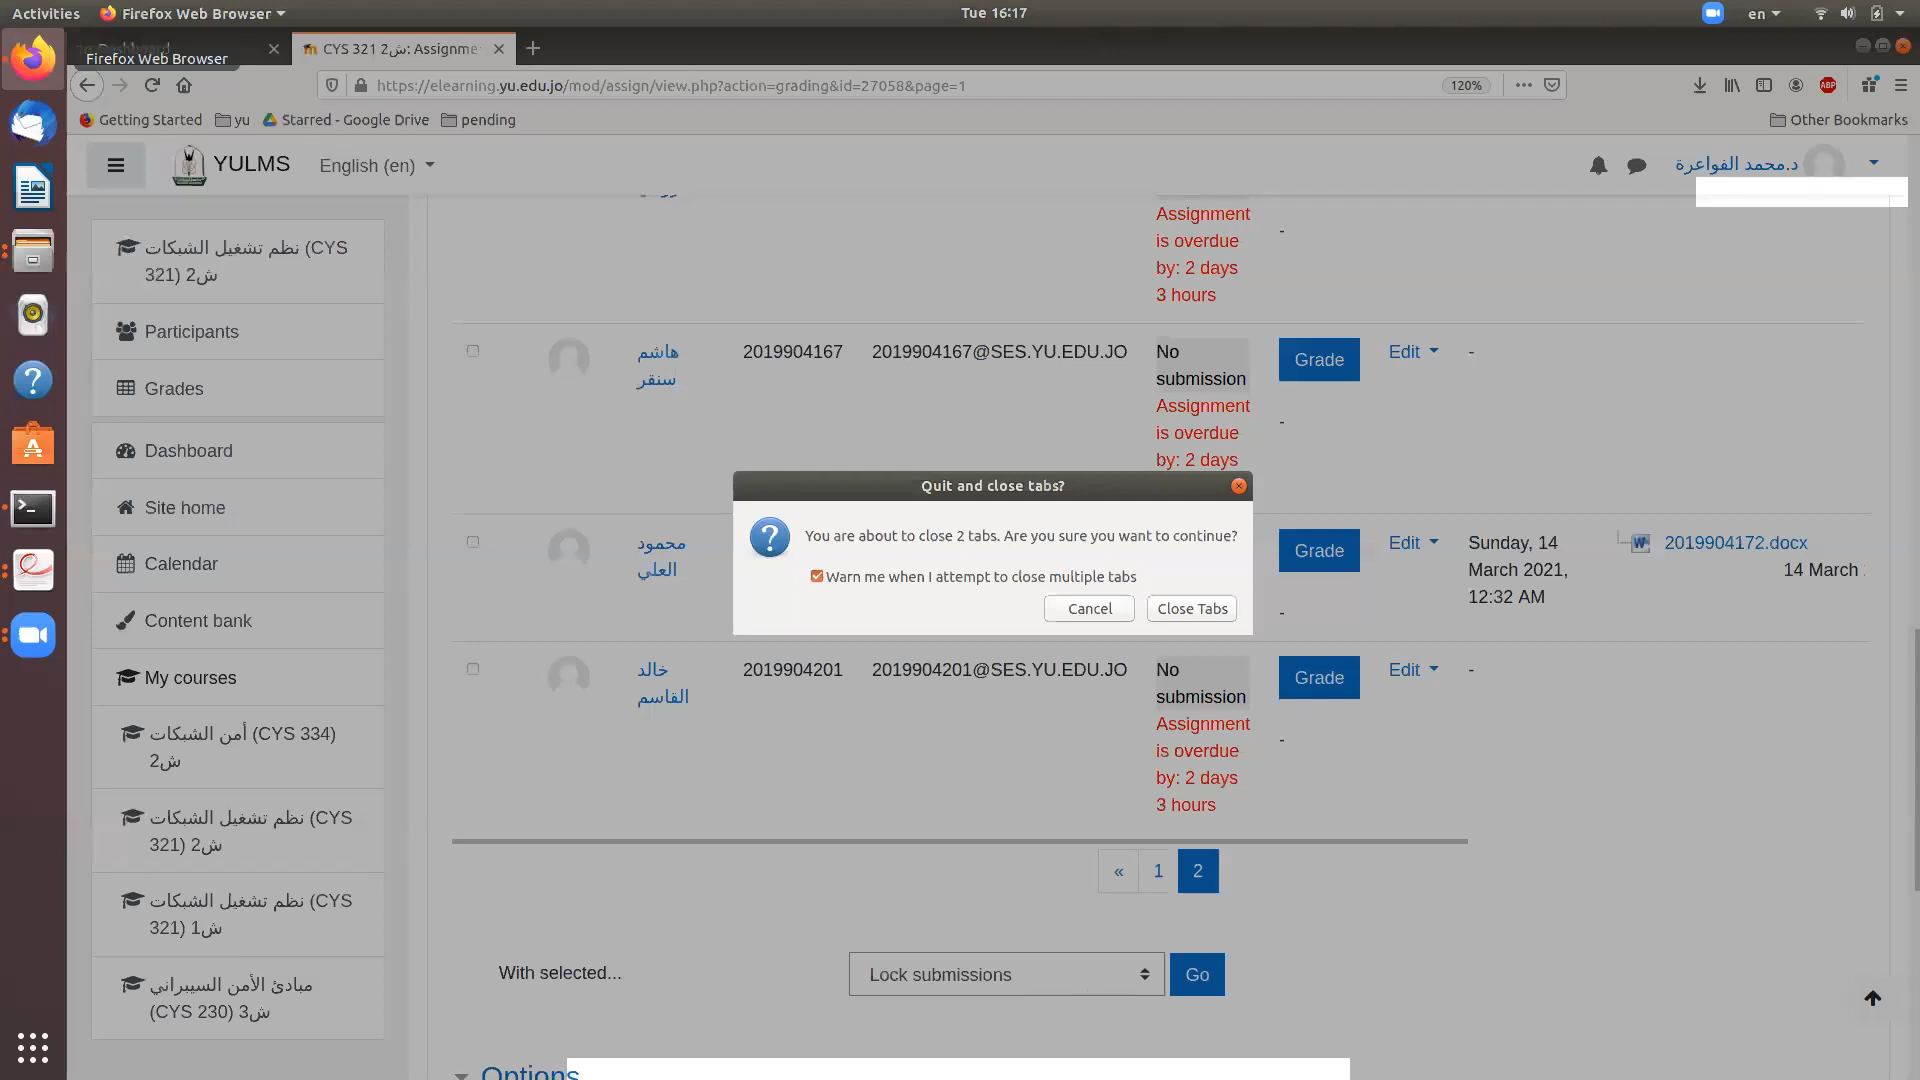 Activities Firefox Web Browser Tue 16:17 en
CYS 321 ش2: Assignme
Firefox Web Browser
https://elearning.yu.edu.jo/mod/assign/view.php?action=grading&id=27058&page=1 120% ABP
Getting Started yu Starred - Google Drive pending Other Bookmarks
YULMS English (en) د.محمد الفواعرة
نظم تشغيل الشبكات (CYS 321) ش2
Participants
Grades
Dashboard
Site home
Calendar
Content bank
My courses
أمن الشبكات (CYS 334) ش2
نظم تشغيل الشبكات (CYS 321) ش2
نظم تشغيل الشبكات (CYS 321) ش1
مبادئ الأمن السيبراني (CYS 230) ش3
Assignment
is overdue
by: 2 days
3 hours
-
هاشم سنقر 2019904167 2019904167@SES.YU.EDU.JO No submission Grade Edit -
Assignment
is overdue
by: 2 days
-
Quit and close tabs?
You are about to close 2 tabs. Are you sure you want to continue?
Warn me when I attempt to close multiple tabs
Cancel Close Tabs
محمود العلي Grade Edit Sunday, 14 March 2021, 12:32 AM 2019904172.docx
14 March
-
خالد القاسم 2019904201 2019904201@SES.YU.EDU.JO No submission Grade Edit -
Assignment
is overdue
by: 2 days
3 hours
-
« 1 2
With selected... Lock submissions Go
Options